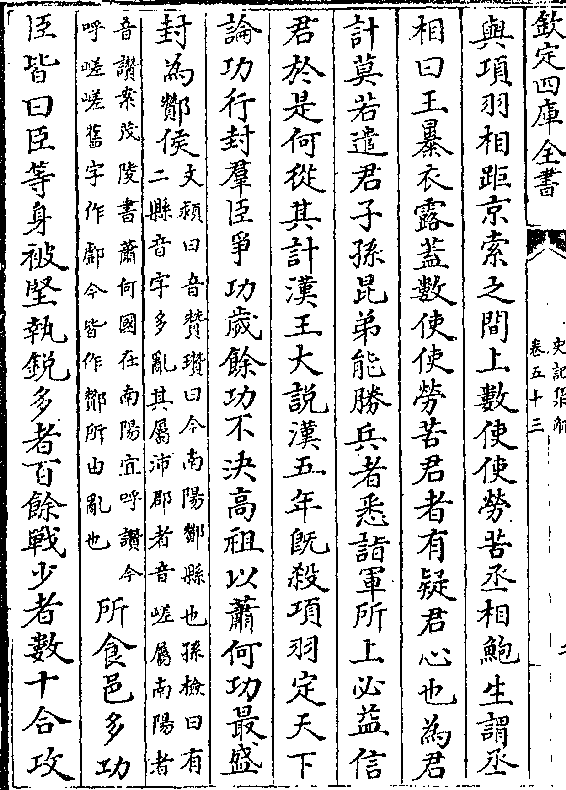 欽定四庫全書
史記集解
卷五十三
二
與項羽相距京索之間上數使使勞苦丞相鮑生謂丞
相曰王暴衣露蓋數使使勞苦君者有疑君心也為君
計莫若遣君子孫昆弟能勝兵者悉詣軍所上必益信
君於是何從其計漢王大說漢五年既殺項羽定天下
論功行封羣臣爭功歲餘功不決高祖以蕭何功最盛
封為酇侯文頴曰音贊瓚曰今南陽酇縣也孫檢曰有
二縣音字多亂其屬沛郡者音嵯屬南陽者
音讚案茂陵書蕭何國在南陽宜呼讚今
呼嵯嵯舊字作䣜今皆作酇所由亂也所食邑多功
臣皆曰臣等身被堅執鋭多者百餘戰少者數十合攻